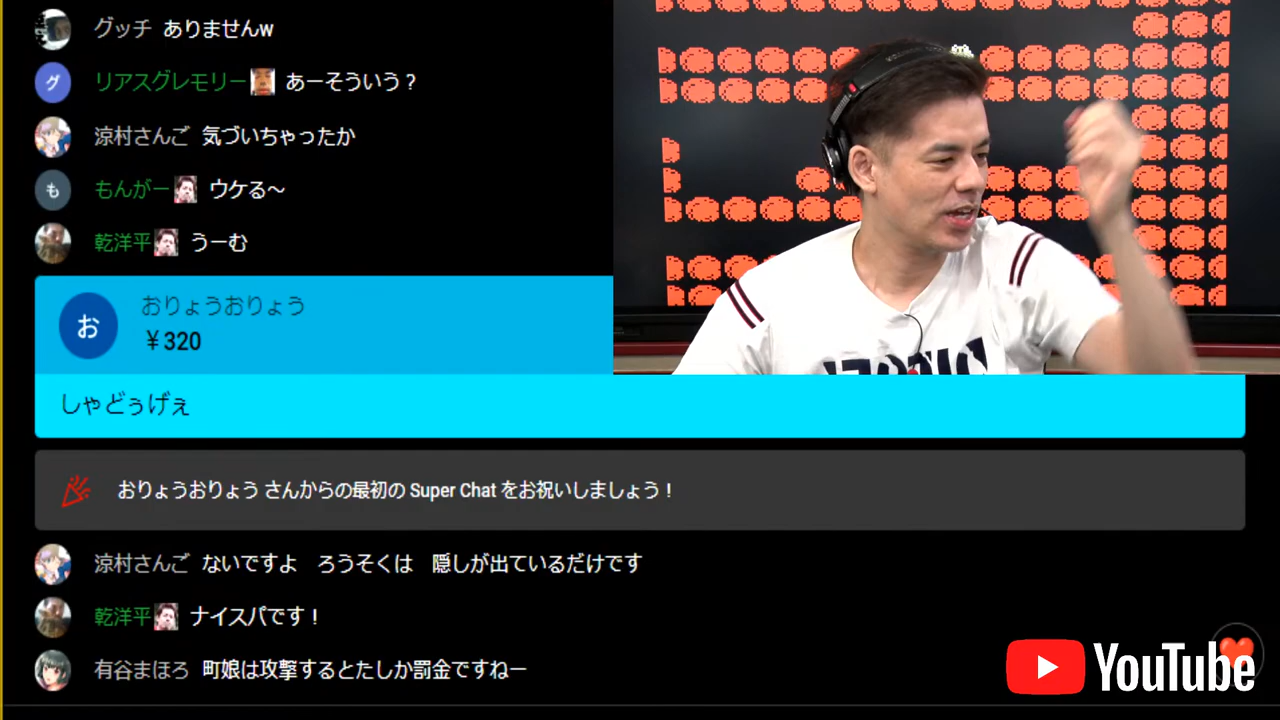 グッチ ありませんw
グ リアスグレモリー あーそういう？
涼村さんご 気づいちゃったか
も もんがー ウケる〜
乾洋平 うーむ
お おりょうおりょう
￥320
しゃどぅげぇ
おりょうおりょう さんからの最初の Super Chat をお祝いしましょう！
涼村さんご ないですよ　ろうそくは　隠しが出ているだけです
乾洋平 ナイスパです！
有谷まほろ 町娘は攻撃するとたしか罰金ですねー
YouTube